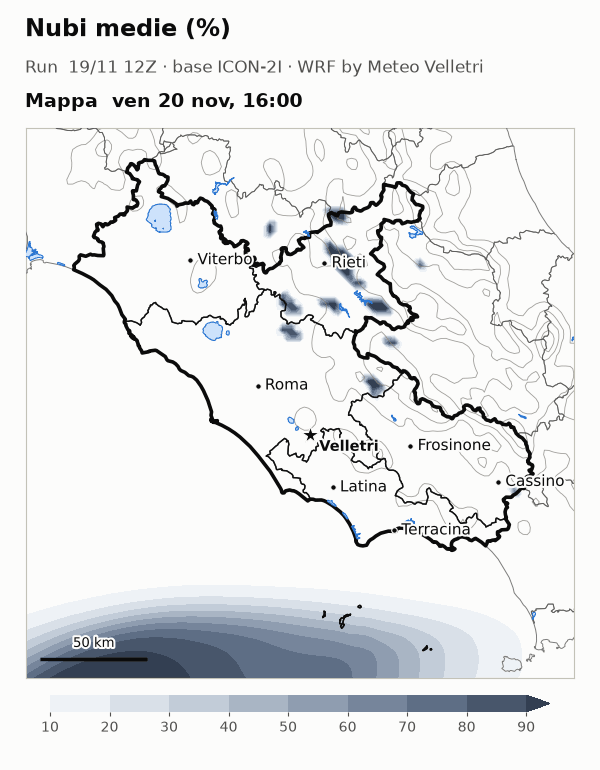 Nubi medie (%)
Run  19/11 12Z · base ICON-2I · WRF by Meteo Velletri
Mappa  ven 20 nov, 16:00
Viterbo
Rieti
Roma
Velletri
Frosinone
Latina
Cassino
Terracina
50 km
10 20 30 40 50 60 70 80 90